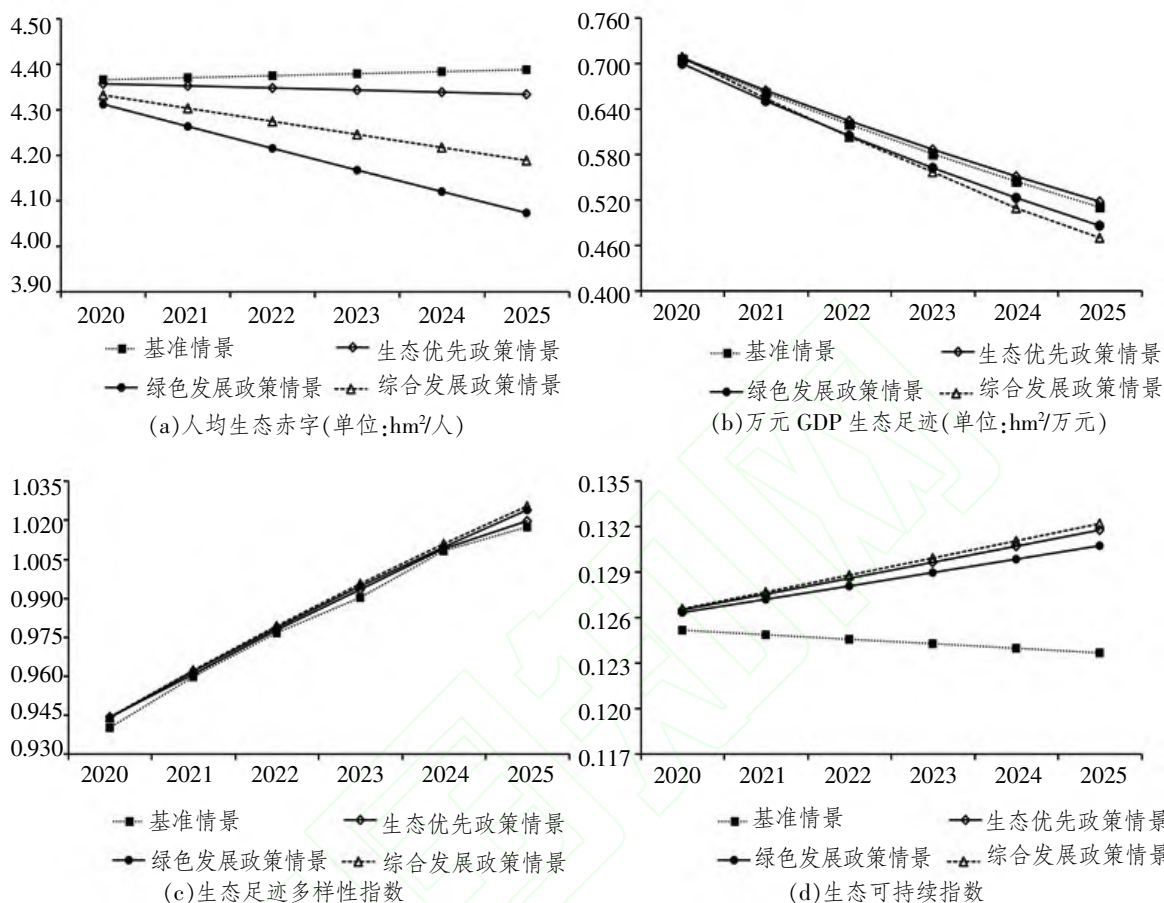 4.50
4.40
4.30
4.20
4.10
4.00
3.90
2020 2021 2022 2023 2024 2025
基准情景 生态优先政策情景
绿色发展政策情景 综合发展政策情景
(a)人均生态赤字(单位:hm²/人)
0.760
0.700
0.640
0.580
0.520
0.460
0.400
2020 2021 2022 2023 2024 2025
基准情景 生态优先政策情景
绿色发展政策情景 综合发展政策情景
(b)万元 GDP 生态足迹(单位:hm²/万元)
1.035
1.020
1.005
0.990
0.975
0.960
0.945
0.930
2020 2021 2022 2023 2024 2025
基准情景 生态优先政策情景
绿色发展政策情景 综合发展政策情景
(c)生态足迹多样性指数
0.135
0.132
0.129
0.126
0.123
0.120
0.117
2020 2021 2022 2023 2024 2025
基准情景 生态优先政策情景
绿色发展政策情景 综合发展政策情景
(d)生态可持续指数